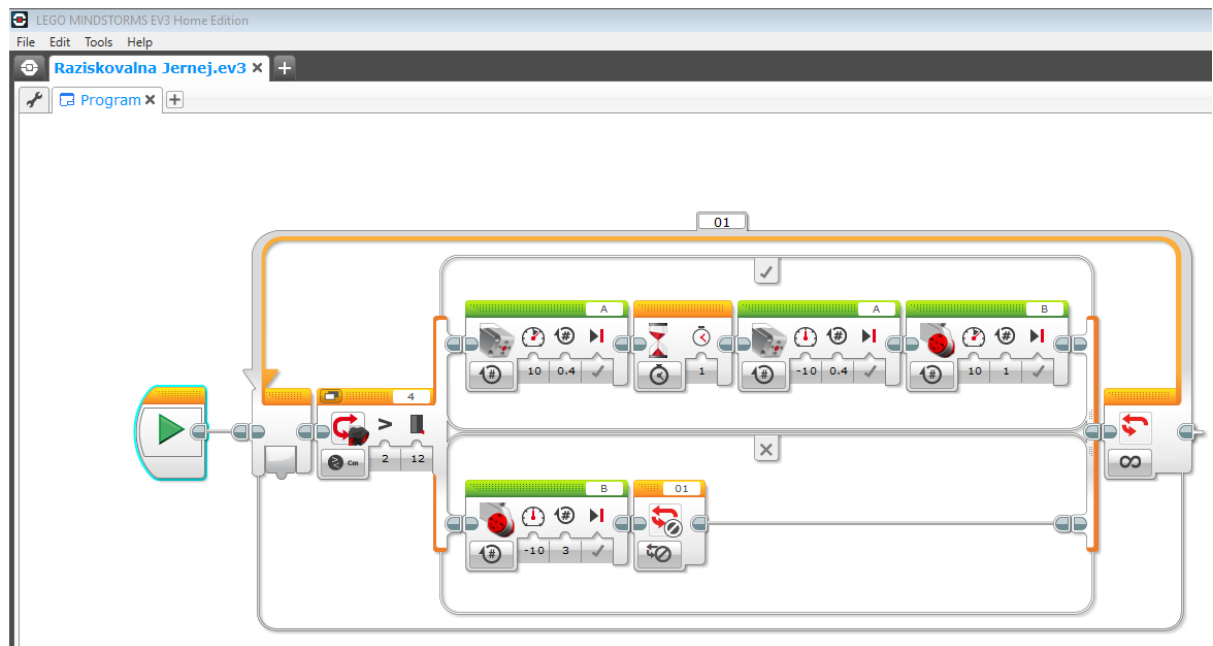 LEGO MINDSTORMS EV3 Home Edition
File Edit Tools Help
Raziskovalna Jernej.ev3
Program
01
A A B
# 10 0.4 1 # -10 0.4 # 10 1
4
> 
Cm 2 12
B 01
# -10 3